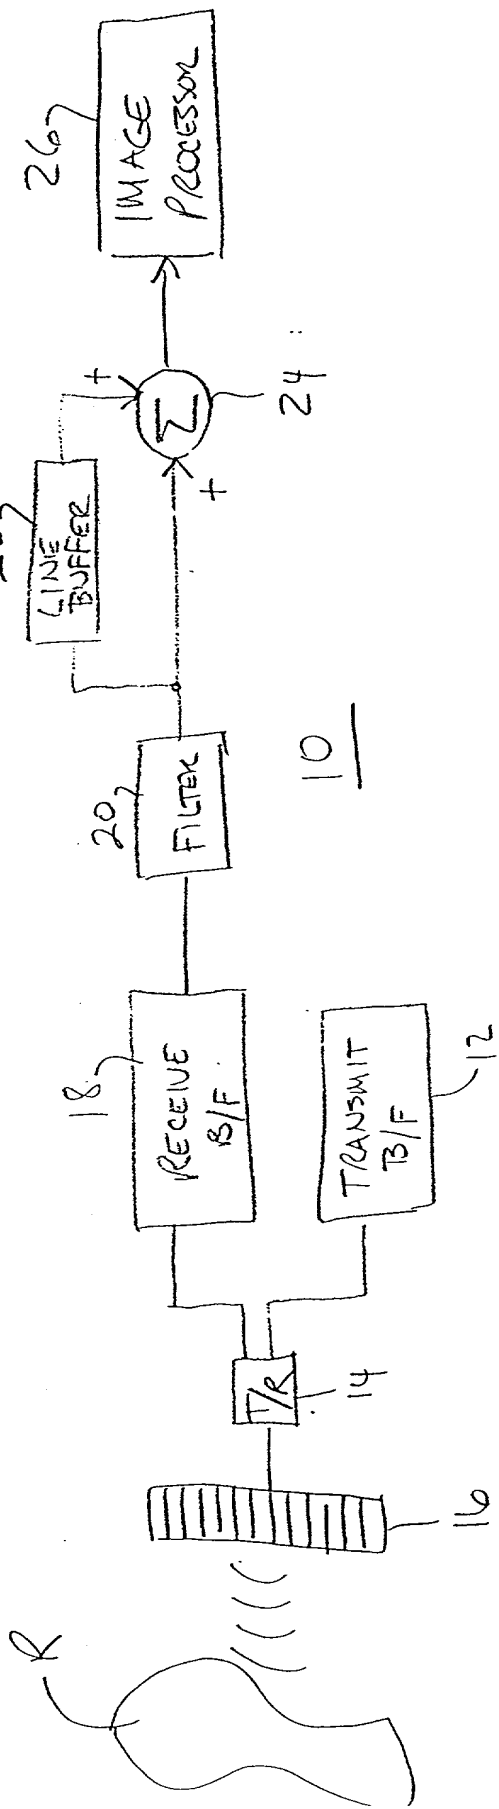 R
16
T/R
14
18
RECEIVE
B/F
TRANSMIT
B/F
12
20
FILTER
10
LINE
BUFFER
+
+
Σ
24
26
IMAGE
PROCESSOR